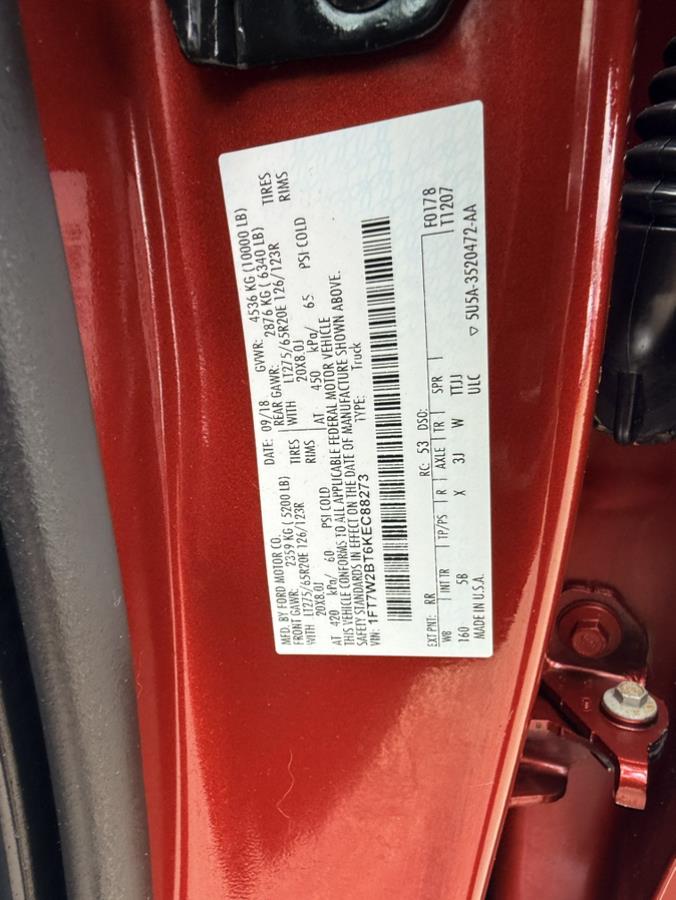 MFD. BY FORD MOTOR CO.
DATE: 09/18 GVWR: 4536 KG (10000 LB)
FRONT GAWR: 2359 KG (5200 LB) REAR GAWR: 2876 KG (6340 LB)
WITH LT275/65R20E 126/123R TIRES WITH LT275/65R20E 126/123R TIRES
20X8.0J RIMS 20X8.0J RIMS
AT 420 kPa/ 60 PSI COLD AT 450 kPa/ 65 PSI COLD
THIS VEHICLE CONFORMS TO ALL APPLICABLE FEDERAL MOTOR VEHICLE
SAFETY STANDARDS IN EFFECT ON THE DATE OF MANUFACTURE SHOWN ABOVE.
VIN: 1FT7W2BT6KEC88273 TYPE: Truck
F0178
T1207
EXT PNT: RR RC: 53 DSO:
WB INT TR TP/PS R AXLE TR SPR
160 5B X 3J W TTJJ
MADE IN U.S.A. ULC
▽ 5U5A-3520472-AA